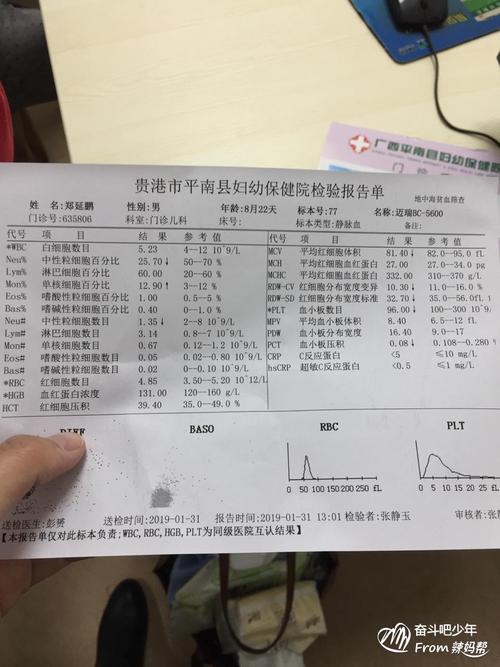 广西平南县妇幼保健院
贵港市平南县妇幼保健院检验报告单
地中海贫血筛查
姓名:郑延鹏 性别:男 年龄:8月22天 标本号:77 名称:迈瑞BC-5600
门诊号:635806 科室:门诊儿科 床号: 标本类型:静脉血 备注:
代码 项目 结果 参考值 代码 项目 结果 参考值
*WBC 白细胞数目 5.23 4—12 10^9/L MCV 平均红细胞体积 81.40↓ 82.0—95.0 fL
Neu% 中性粒细胞百分比 25.70↓ 50—70 % MCH 平均红细胞血红蛋白 27.00 27.0—34.0 pg
Lym% 淋巴细胞百分比 60.00 20—60 % MCHC 平均红细胞血红蛋白 332.00 310—370 g/L
Mon% 单核细胞百分比 12.90↑ 3—12 % RDW-CV 红细胞分布宽度变异 10.30↓ 11.0—16.0 %
Eos% 嗜酸性粒细胞百分比 1.00 0.5—5 % RDW-SD 红细胞分布宽度标准 32.70↓ 35.0—56.0 fL
Bas% 嗜碱性粒细胞百分比 0.40 0—1.0 % *PLT 血小板数目 96.00↓ 100—300 10^9/
Neu# 中性粒细胞数目 1.35↓ 2—8 10^9/L MPV 平均血小板体积 8.40 6.5—12 fL
Lym# 淋巴细胞数目 3.14 0.8—7 10^9/L PDW 血小板分布宽度 16.40 9.0—17
Mon# 单核细胞数目 0.67 0.12—1.2 10^9/L PCT 血小板压积 0.08↓ 0.108—0.280 %
Eos# 嗜酸性粒细胞数目 0.05 0.02—0.80 10^9/L CRP C反应蛋白 <5 ≤10 mg/L
Bas# 嗜碱性粒细胞数目 0.02 0—0.10 10^9/L hsCRP 超敏C反应蛋白 <0.5 ≤1 mg/L
*RBC 红细胞数目 4.85 3.50—5.20 10^12/L
*HGB 血红蛋白浓度 131.00 120—160 g/L
HCT 红细胞压积 39.40 35.0—49.0 %
DIFF BASO RBC PLT
0 50 100 150 200 250 fL 0 5 10 15 20 25 30 fL
送检医生:彭赟 送检时间:2019-01-31 报告时间:2019-01-31 13:01 检验者:张静玉 审核者:张
【本报告单仅对此标本负责;WBC,RBC,HGB,PLT为同级医院互认结果】
奋斗吧少年
From 辣妈帮